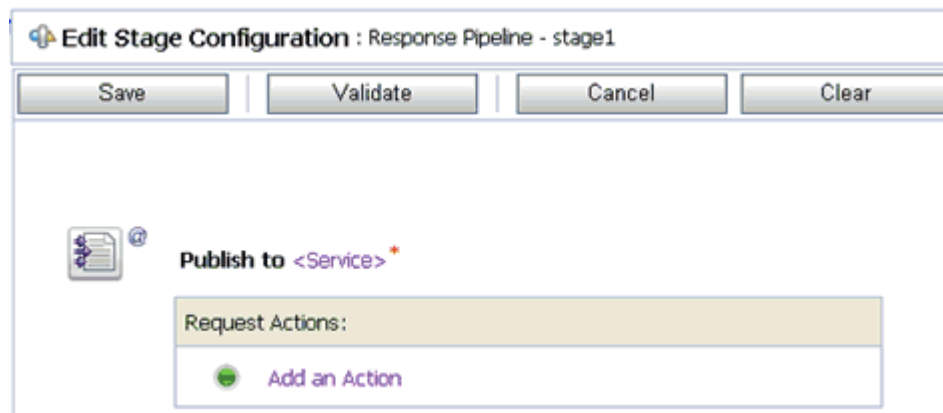 Edit Stage Configuration : Response Pipeline - stage1
Save Validate Cancel Clear
@
Publish to <Service>*
Request Actions:
Add an Action